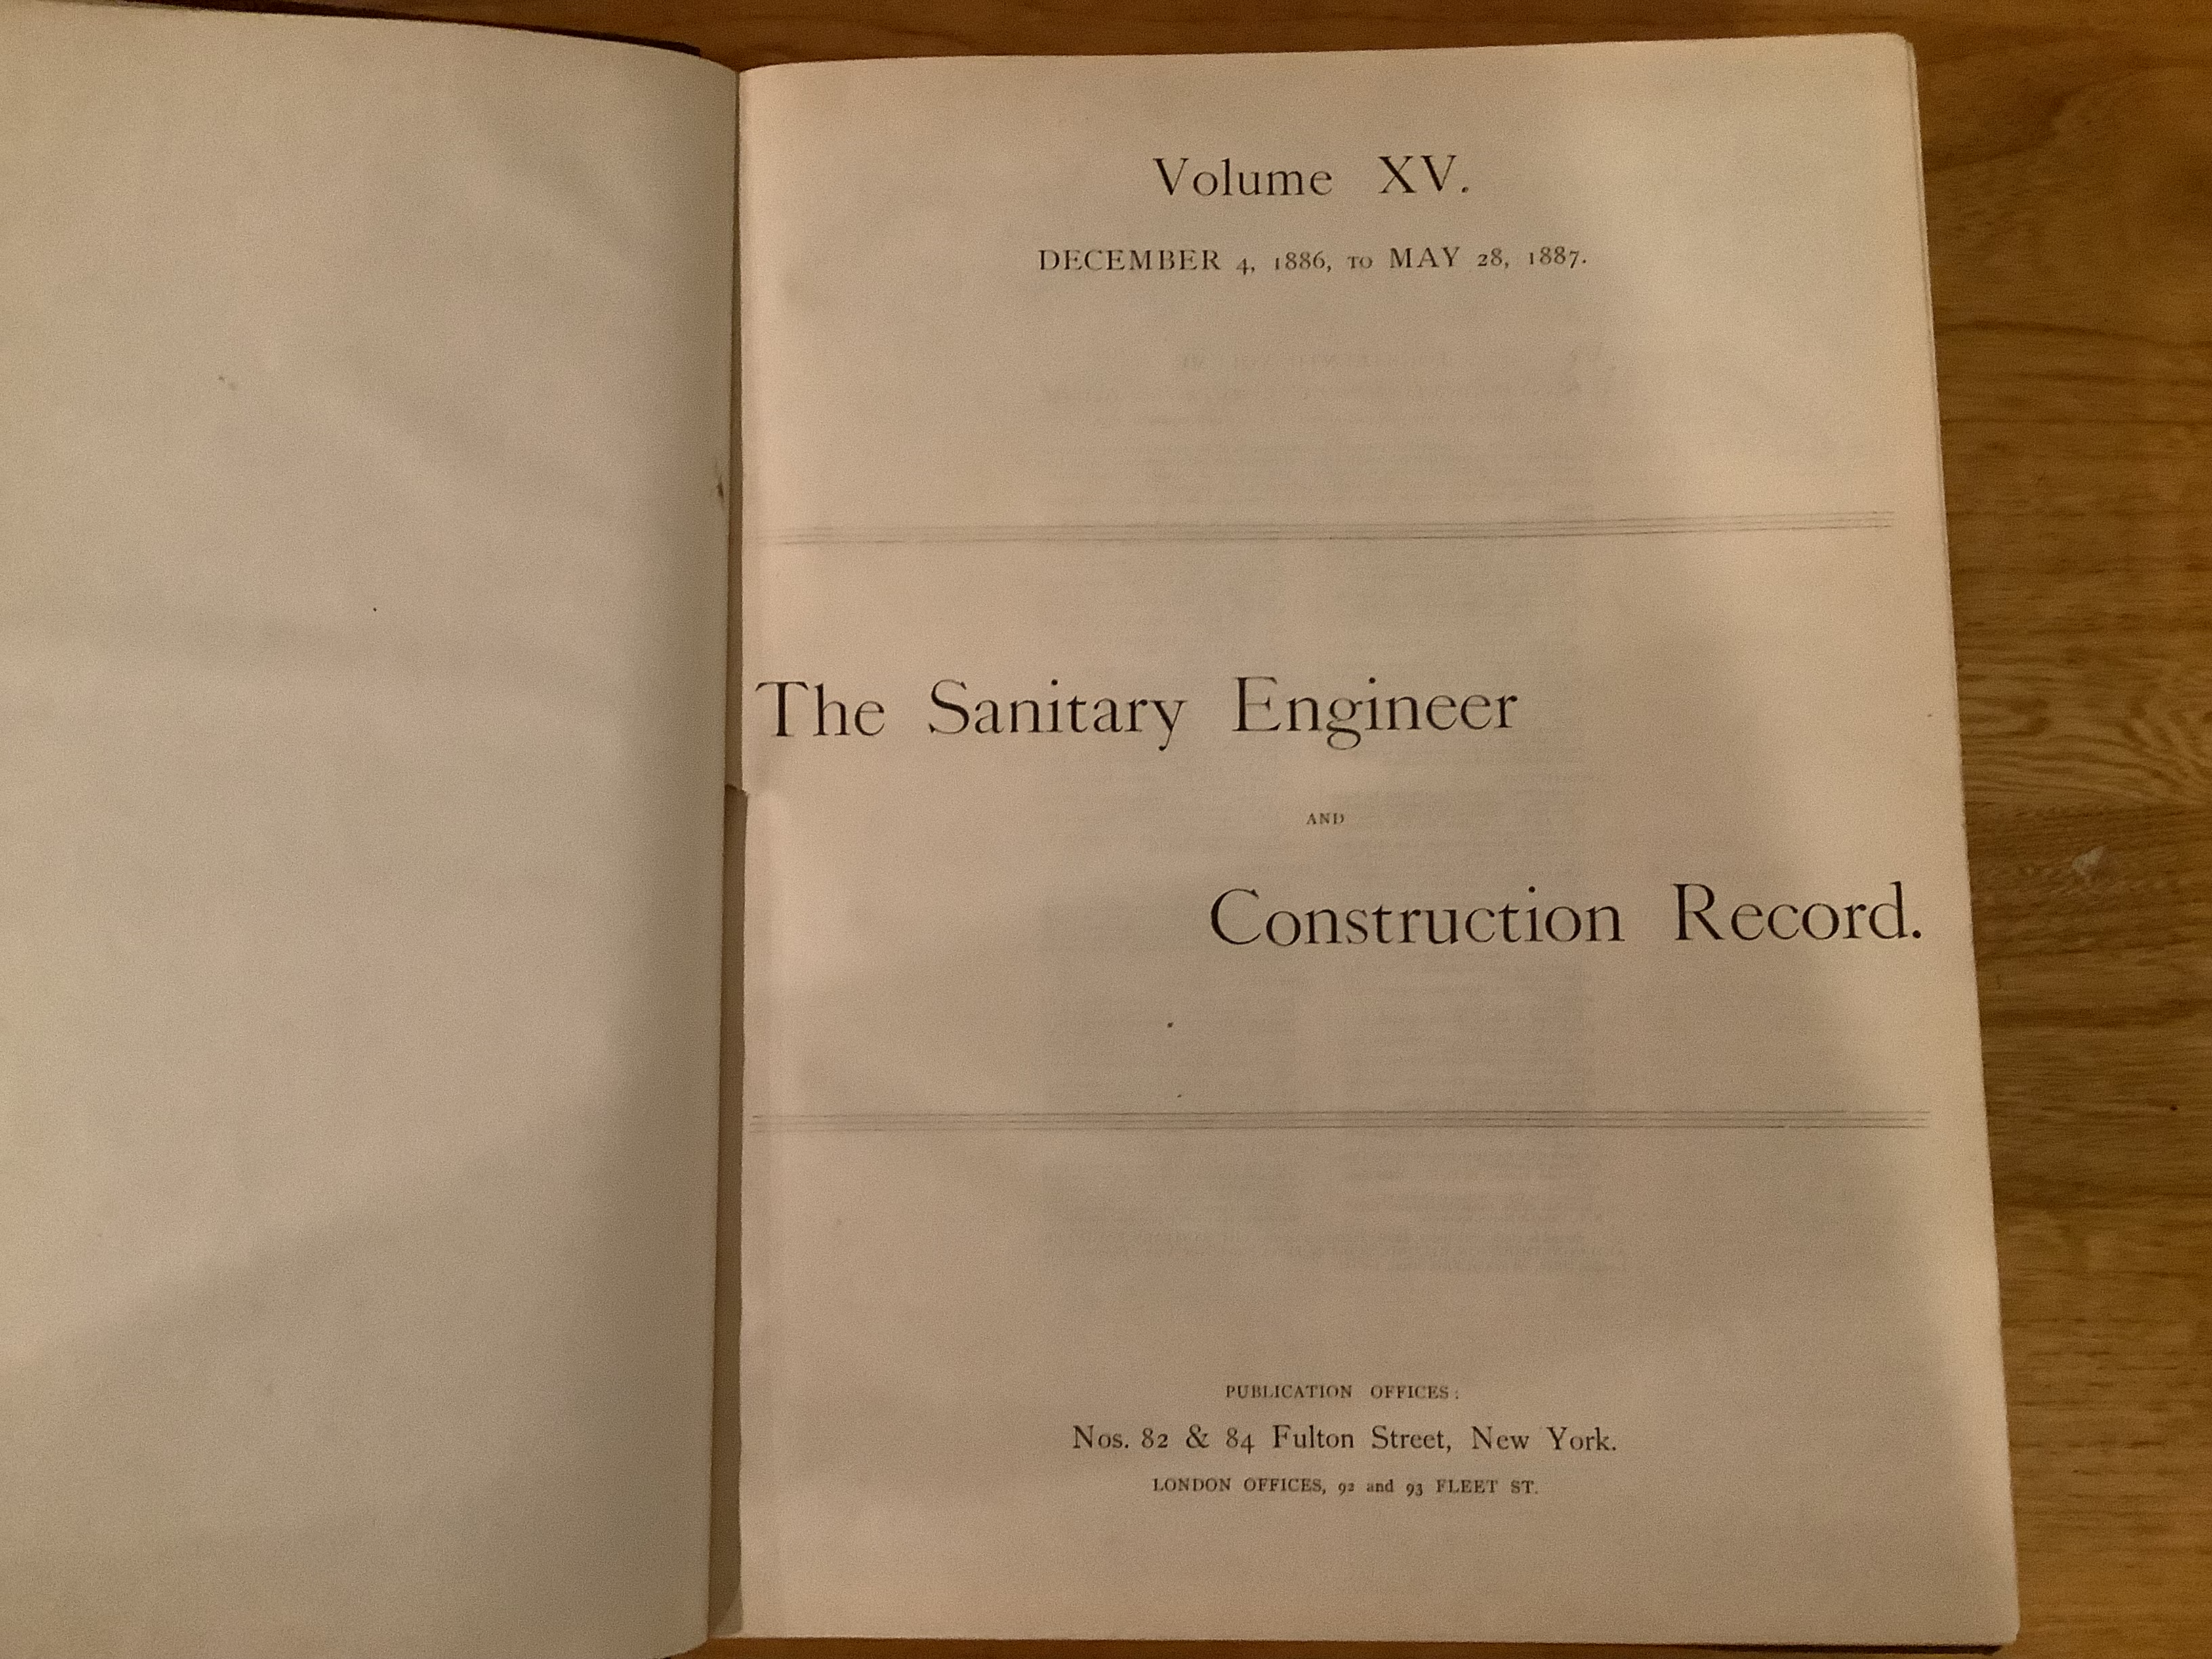 Volume XV.
DECEMBER 4, 1886, TO MAY 28, 1887.
The Sanitary Engineer
AND
Construction Record.
PUBLICATION OFFICES:
Nos. 82 & 84 Fulton Street, New York.
LONDON OFFICES, 92 and 93 FLEET ST.